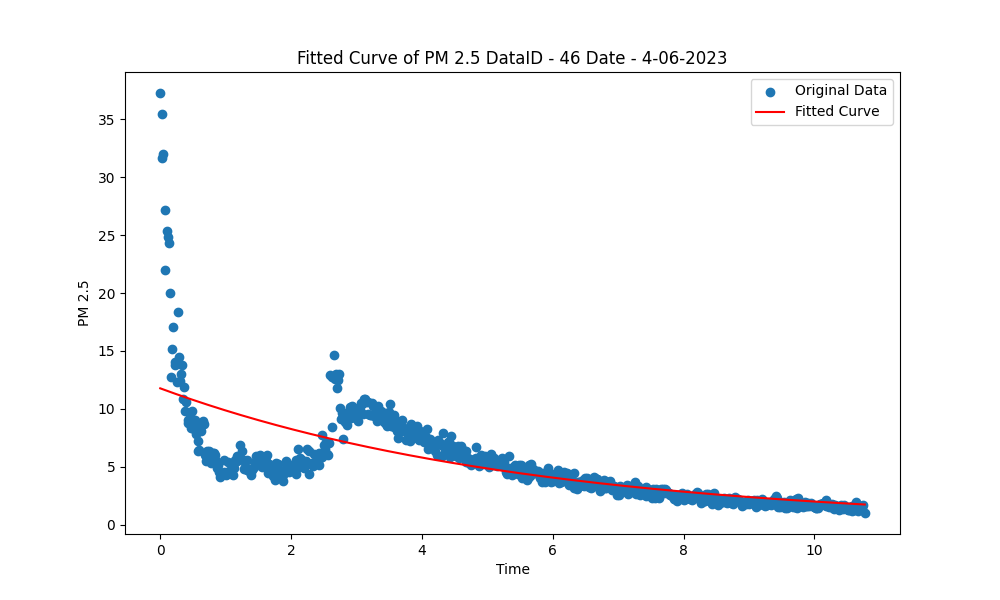 Fitted Curve of PM 2.5 DataID - 46 Date - 4-06-2023
Original Data
Fitted Curve
35
30
25
20
15
10
5
0
PM 2.5
0 2 4 6 8 10
Time